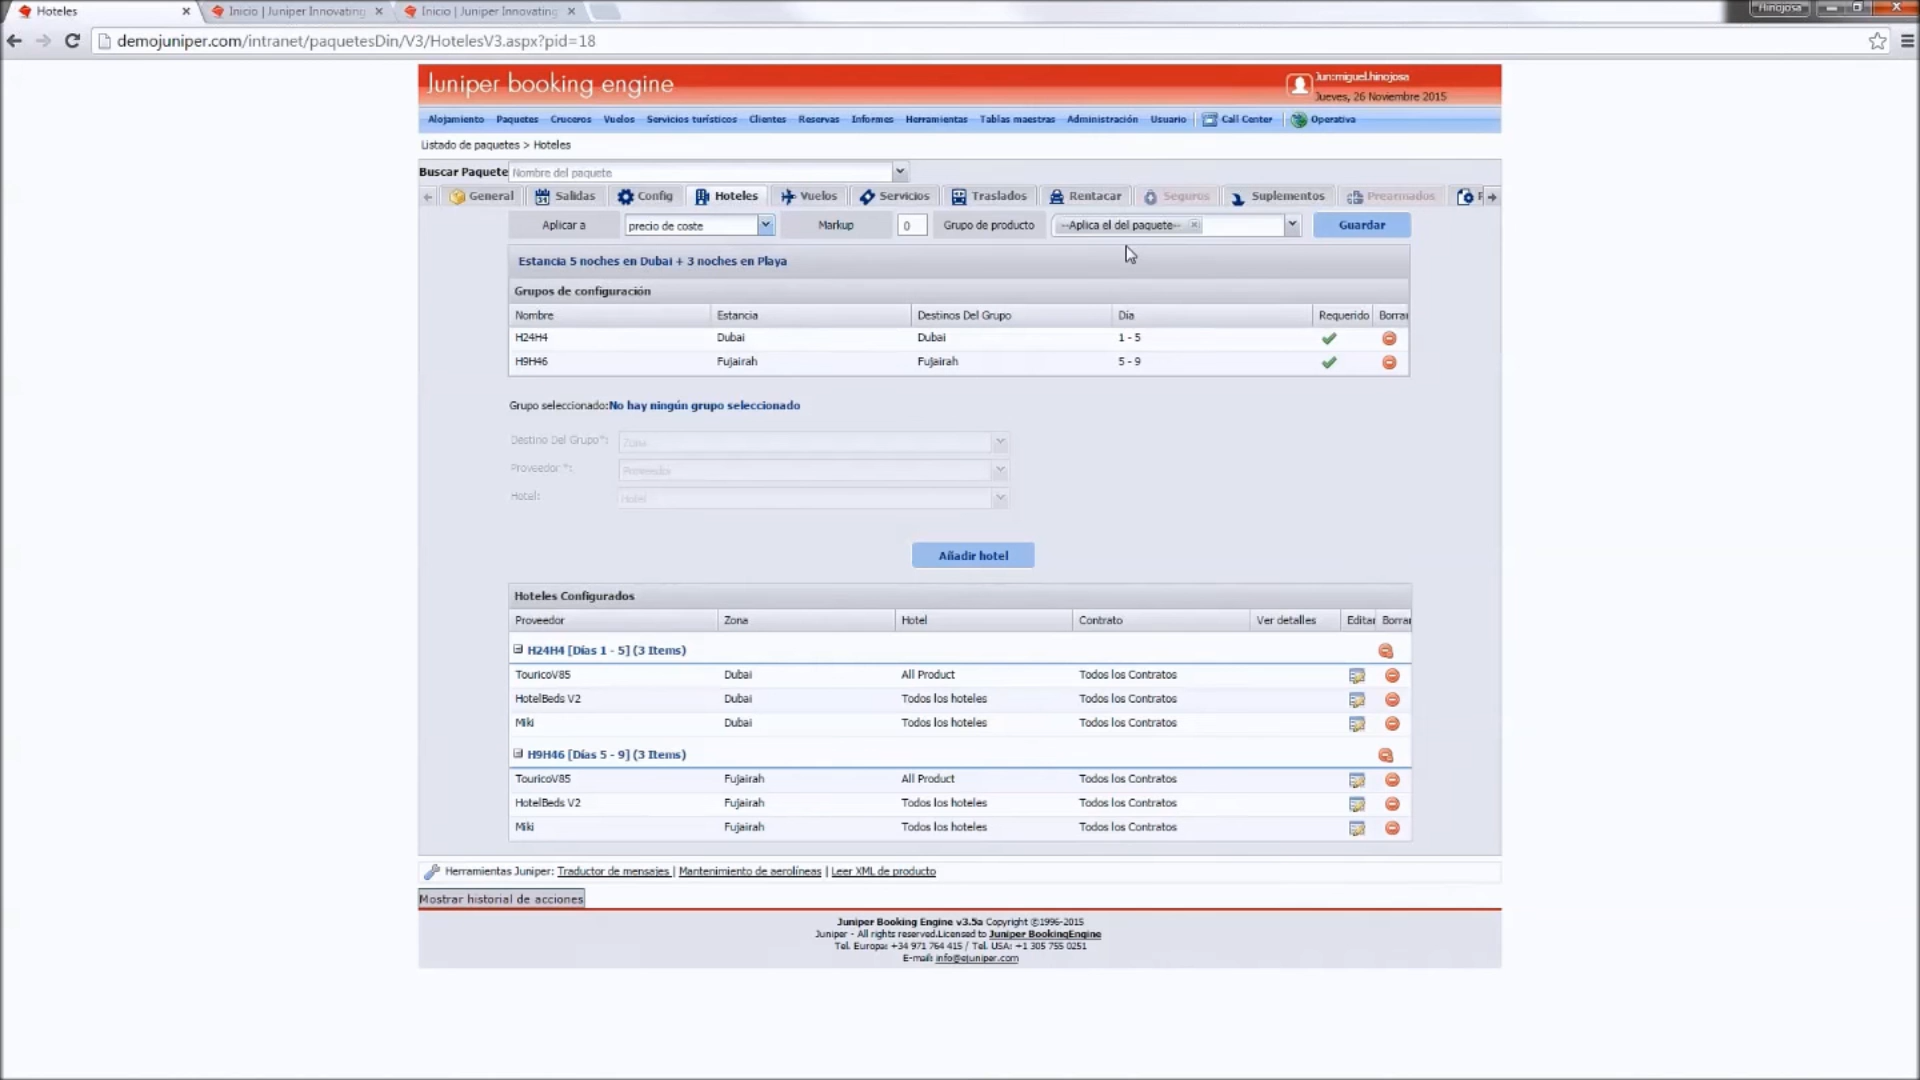 Hoteles
Inicio | Juniper Innovating
Inicio | Juniper Innovating
Hinojosa
demojuniper.com/intranet/paquetesDin/V3/HotelesV3.aspx?pid=18
Juniper booking engine
Jun:miguel.hinojosa
Jueves, 26 Noviembre 2015
Alojamiento Paquetes Cruceros Vuelos Servicios turísticos Clientes Reservas Informes Herramientas Tablas maestras Administración Usuario Call Center Operativa
Listado de paquetes > Hoteles
Buscar Paquete Nombre del paquete
General Salidas Config Hoteles Vuelos Servicios Traslados Rentacar Seguros Suplementos Prearmados
Aplicar a precio de coste Markup 0 Grupo de producto --Aplica el del paquete-- Guardar
Estancia 5 noches en Dubai + 3 noches en Playa
Grupos de configuración
Nombre Estancia Destinos Del Grupo Día Requerido Borrar
H24H4 Dubai Dubai 1 - 5
H9H46 Fujairah Fujairah 5 - 9
Grupo seleccionado:No hay ningún grupo seleccionado
Destino Del Grupo*: Zona
Proveedor *: Proveedor
Hotel: Hotel
Añadir hotel
Hoteles Configurados
Proveedor Zona Hotel Contrato Ver detalles Editar Borrar
H24H4 [Días 1 - 5] (3 Items)
TouricoV85 Dubai All Product Todos los Contratos
HotelBeds V2 Dubai Todos los hoteles Todos los Contratos
Miki Dubai Todos los hoteles Todos los Contratos
H9H46 [Días 5 - 9] (3 Items)
TouricoV85 Fujairah All Product Todos los Contratos
HotelBeds V2 Fujairah Todos los hoteles Todos los Contratos
Miki Fujairah Todos los hoteles Todos los Contratos
Herramientas Juniper: Traductor de mensajes | Mantenimiento de aerolíneas | Leer XML de producto
Mostrar historial de acciones
Juniper Booking Engine v3.5a Copyright ©1996-2015
Juniper - All rights reserved.Licensed to Juniper BookingEngine
Tel. Europa: +34 971 764 415 / Tel. USA: +1 305 755 0251
E-mail: info@ejuniper.com